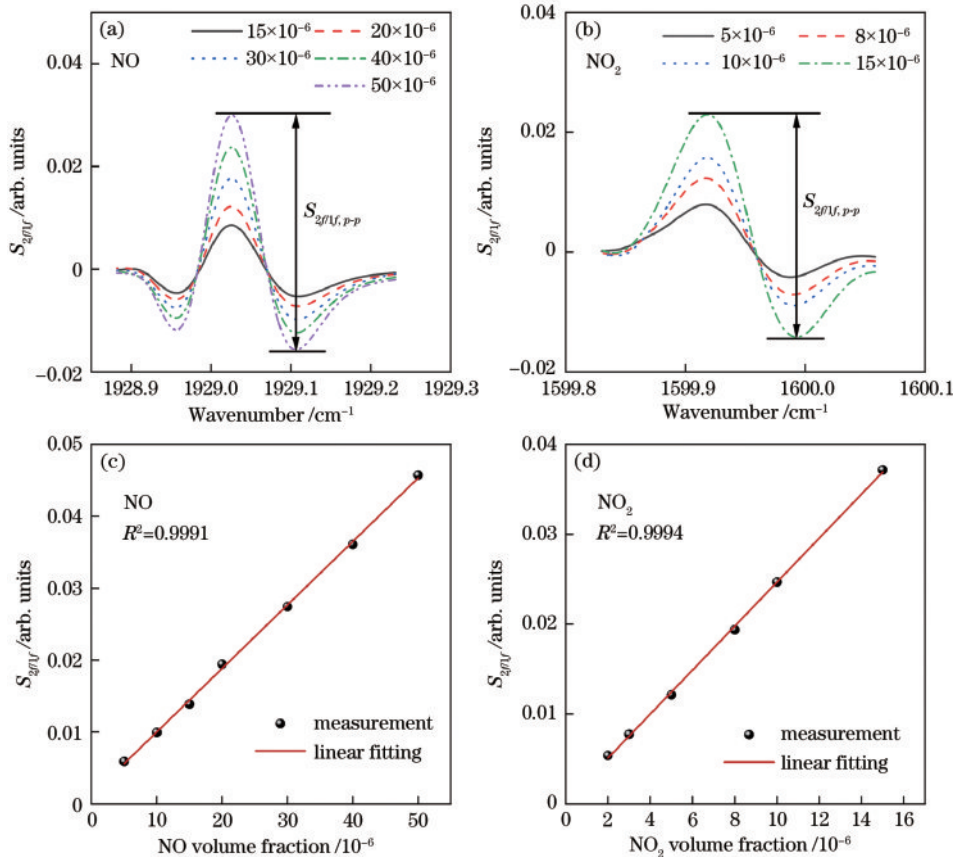 (a)
NO
15×10⁻⁶ 20×10⁻⁶
30×10⁻⁶ 40×10⁻⁶
50×10⁻⁶
S2f/1f, p-p
S2f/1f /arb. units
0.04
0.02
0
−0.02
1928.9 1929.0 1929.1 1929.2 1929.3
Wavenumber /cm⁻¹
(b)
NO₂
5×10⁻⁶ 8×10⁻⁶
10×10⁻⁶ 15×10⁻⁶
S2f/1f, p-p
S2f/1f /arb. units
0.04
0.02
0
−0.02
1599.8 1599.9 1600.0 1600.1
Wavenumber /cm⁻¹
(c)
NO
R²=0.9991
measurement
linear fitting
S2f/1f /arb. units
0.05
0.04
0.03
0.02
0.01
0
0 10 20 30 40 50
NO volume fraction /10⁻⁶
(d)
NO₂
R²=0.9994
measurement
linear fitting
S2f/1f /arb. units
0.04
0.03
0.02
0.01
0
0 2 4 6 8 10 12 14 16
NO₂ volume fraction /10⁻⁶